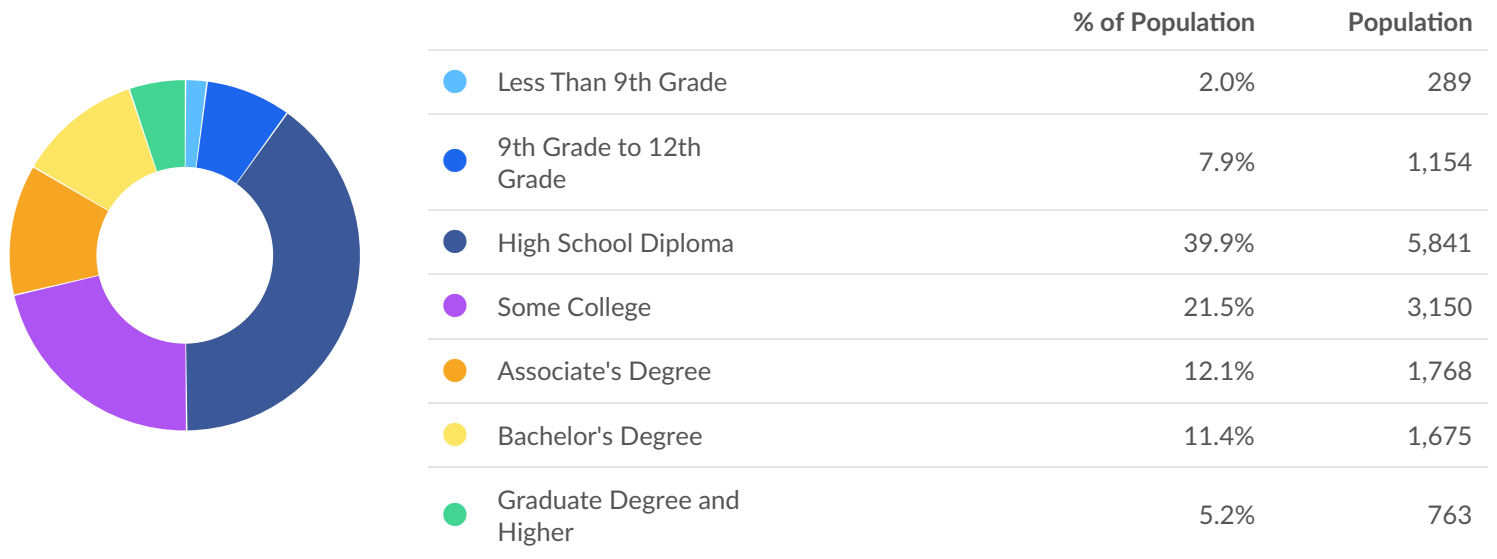 % of Population Population
Less Than 9th Grade 2.0% 289
9th Grade to 12th
Grade 7.9% 1,154
High School Diploma 39.9% 5,841
Some College 21.5% 3,150
Associate's Degree 12.1% 1,768
Bachelor's Degree 11.4% 1,675
Graduate Degree and
Higher 5.2% 763